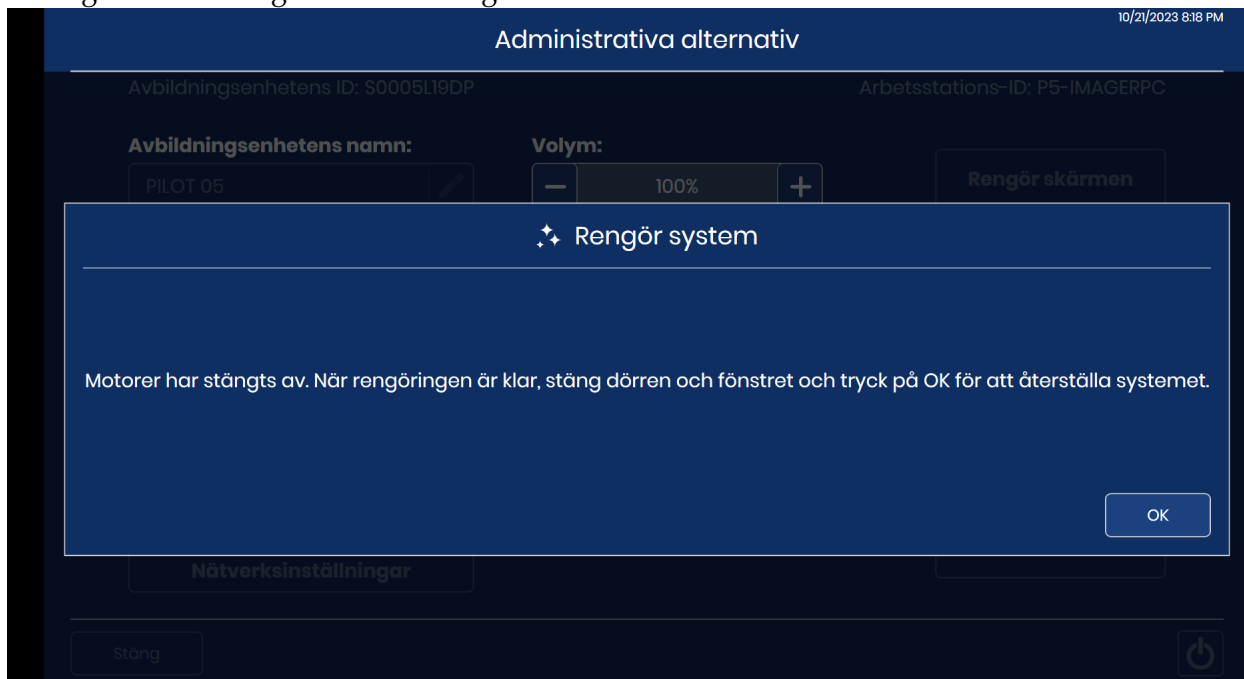 10/21/2023 8:18 PM
Administrativa alternativ
Avbildningsenhetens ID: S0005L19DP
Arbetsstations-ID: P5-IMAGERPC
Avbildningsenhetens namn:
Volym:
PILOT 05
100%
Rengör skärmen
Rengör system
Motorer har stängts av. När rengöringen är klar, stäng dörren och fönstret och tryck på OK för att återställa systemet.
OK
Nätverksinställningar
Stäng